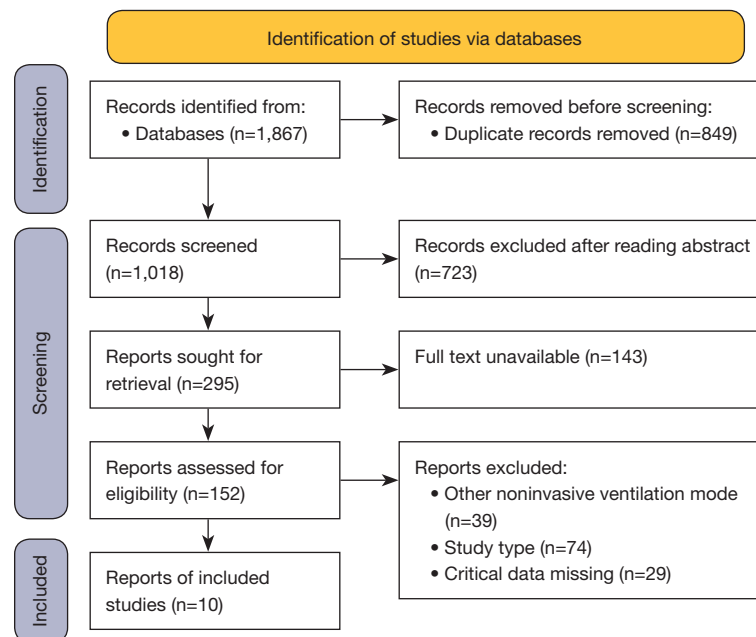 Identification of studies via databases
Identification
Records identified from:
• Databases (n=1,867)
Records removed before screening:
• Duplicate records removed (n=849)
Screening
Records screened
(n=1,018)
Records excluded after reading abstract
(n=723)
Reports sought for
retrieval (n=295)
Full text unavailable (n=143)
Reports assessed for
eligibility (n=152)
Reports excluded:
• Other noninvasive ventilation mode
(n=39)
• Study type (n=74)
• Critical data missing (n=29)
Included
Reports of included
studies (n=10)